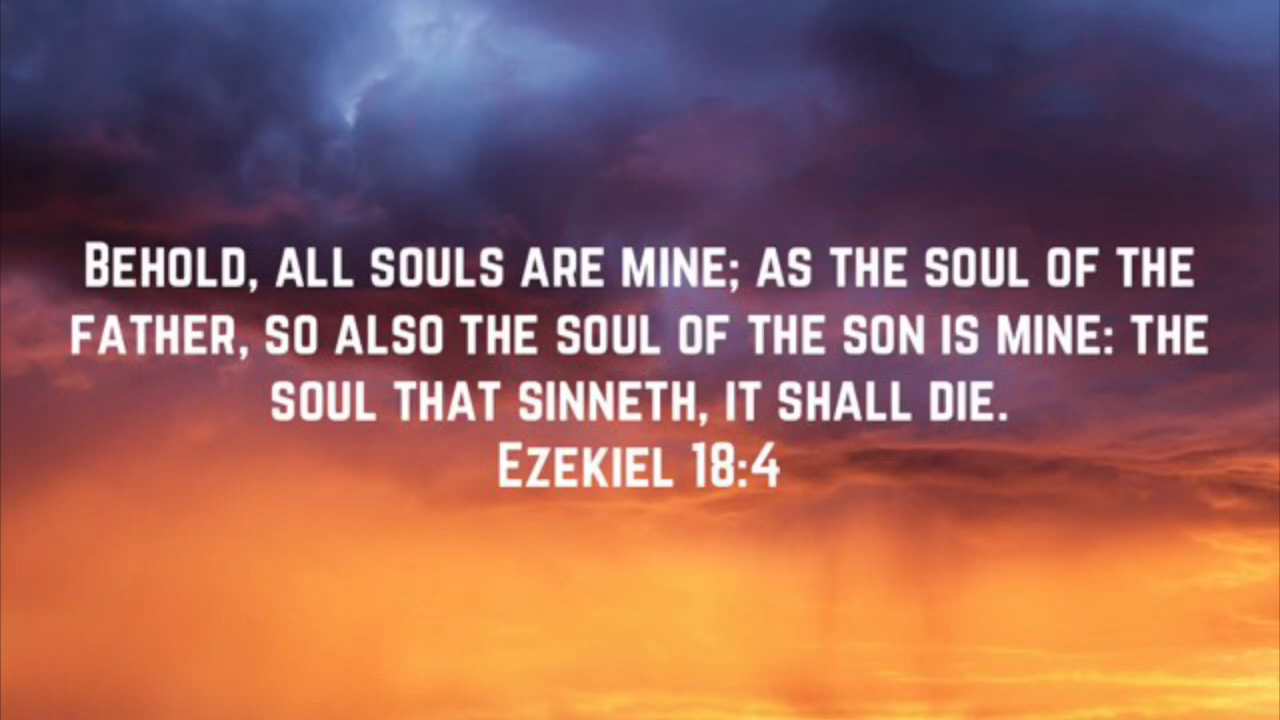 Behold, all souls are mine; as the soul of the
father, so also the soul of the son is mine: the
soul that sinneth, it shall die.
Ezekiel 18:4